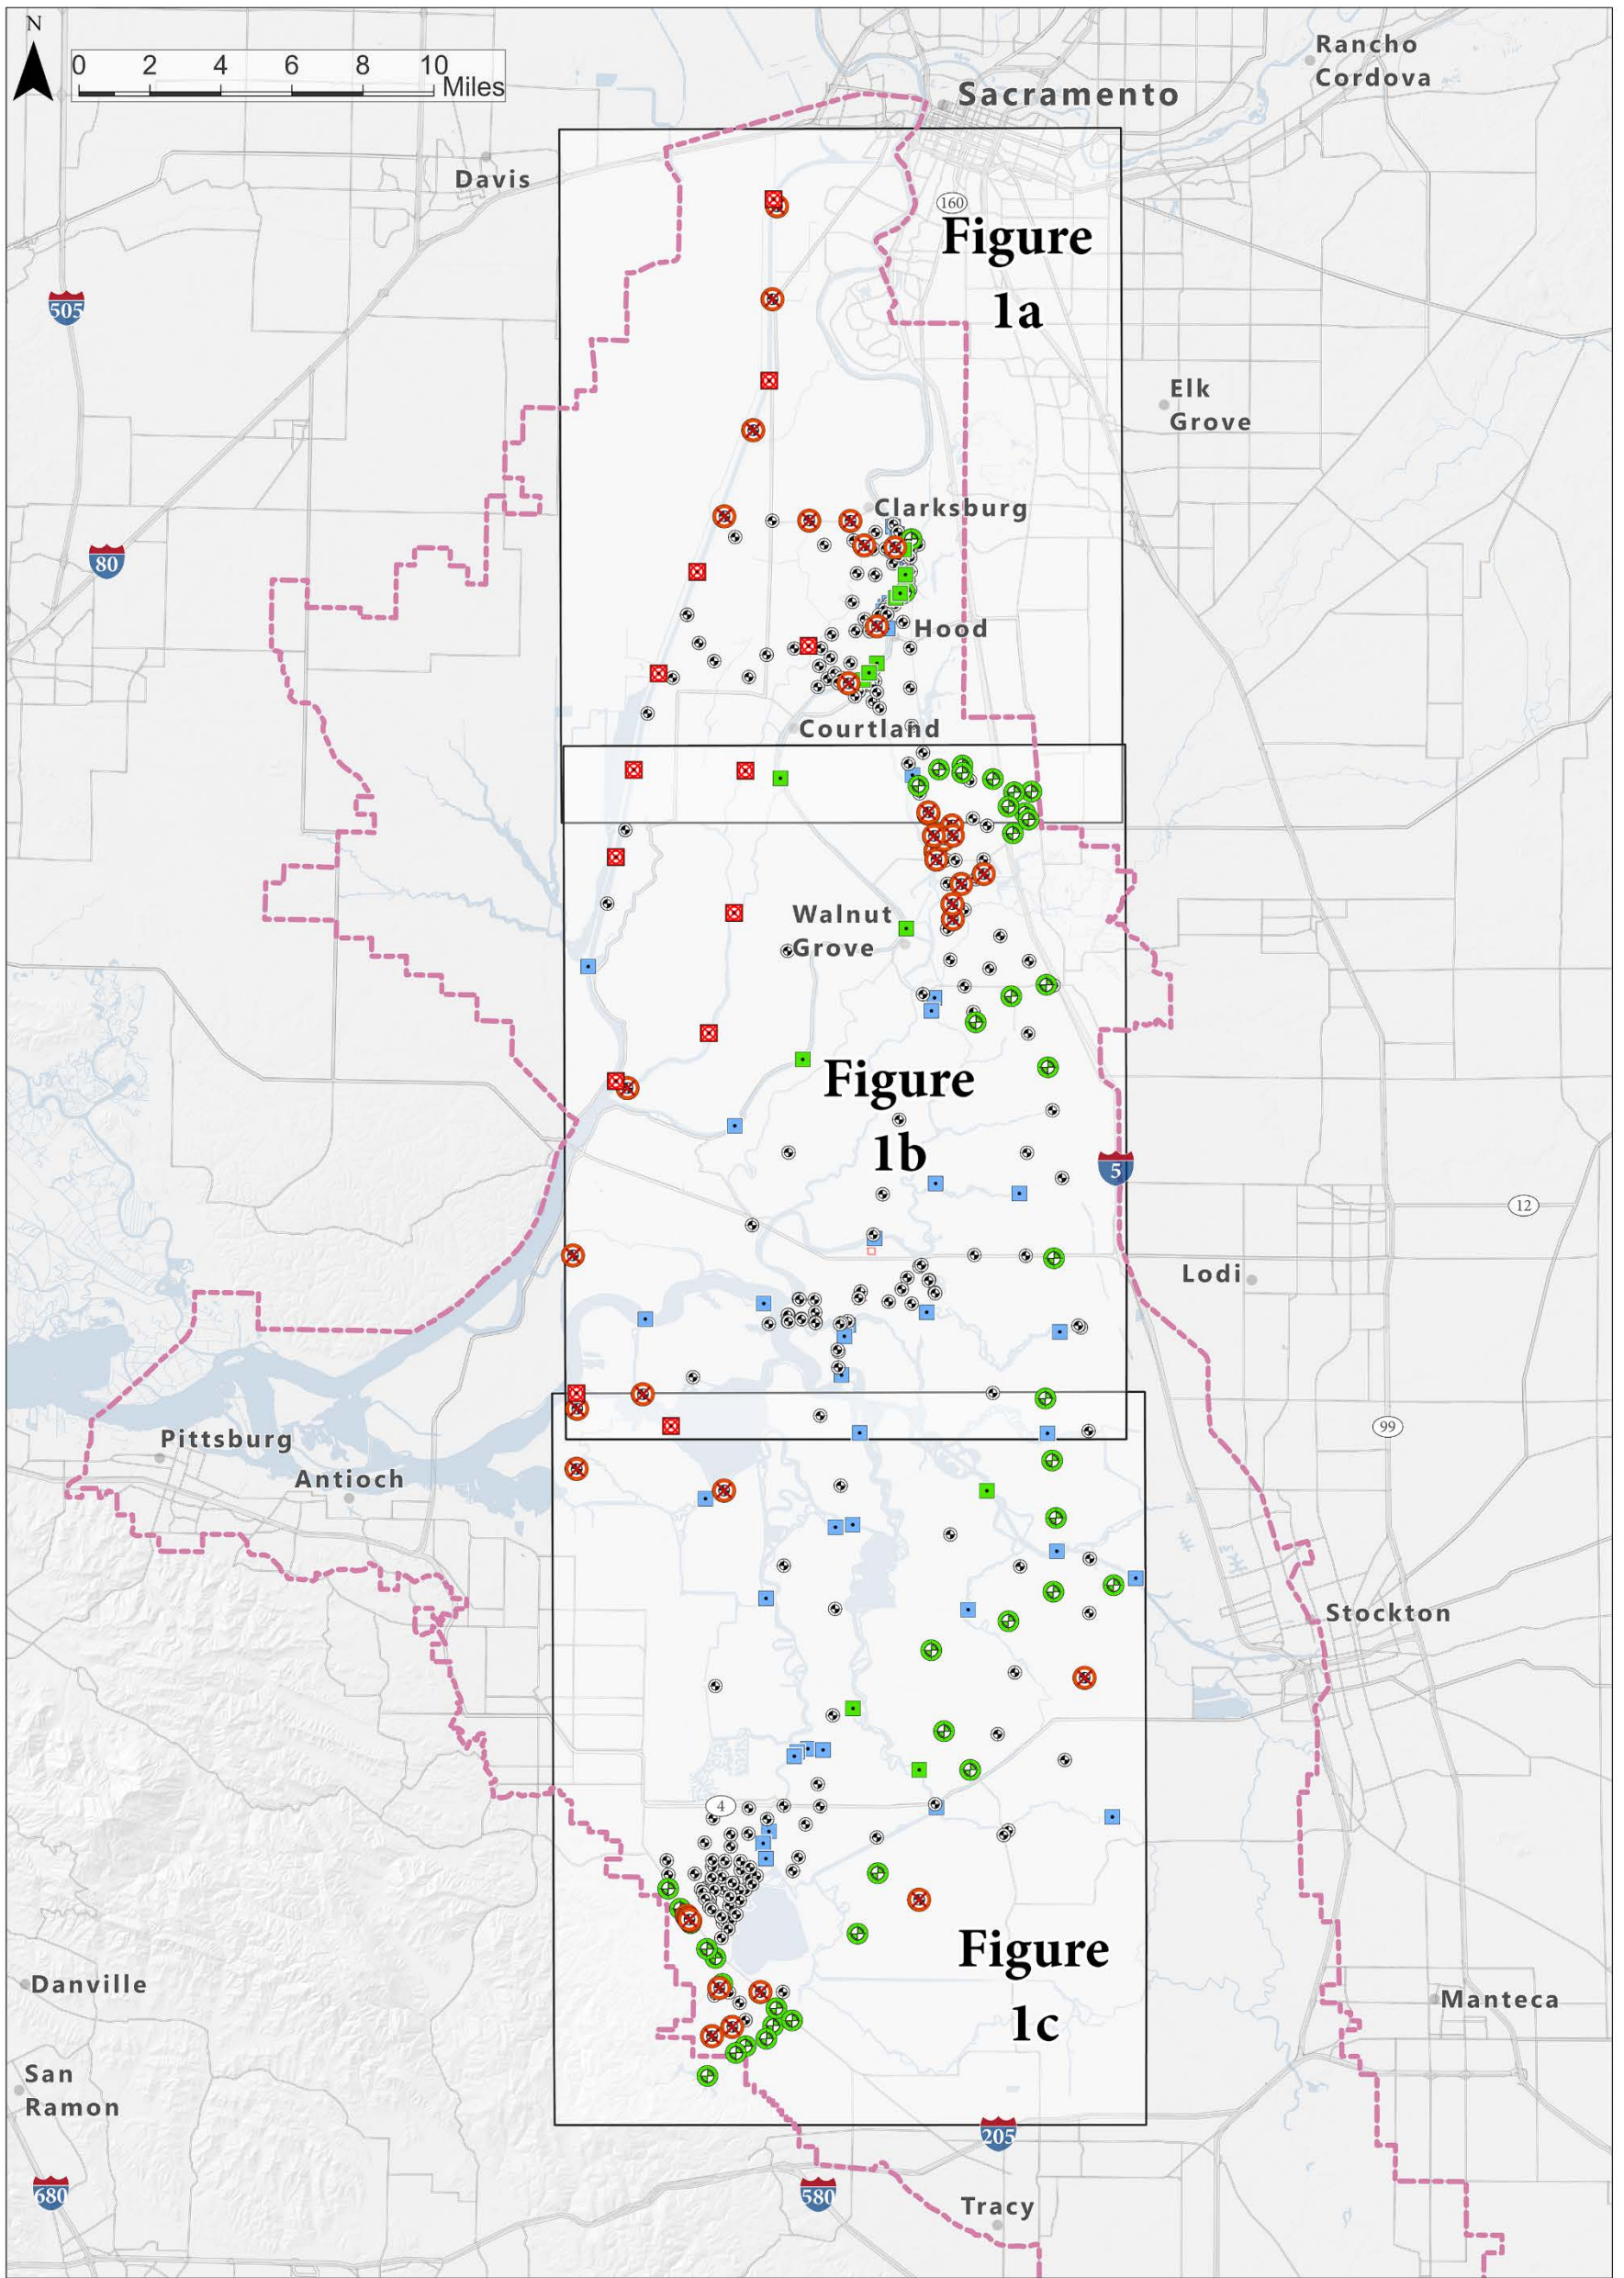 N
0 2 4 6 8 10
Miles
Rancho
Cordova
Sacramento
Davis
160
Figure
1a
505
Elk
Grove
Clarksburg
80
Hood
Courtland
Walnut
Grove
Figure
1b
5
12
Lodi
99
Pittsburg
Antioch
Stockton
4
Figure
1c
Danville
Manteca
San
Ramon
205
680
580
Tracy